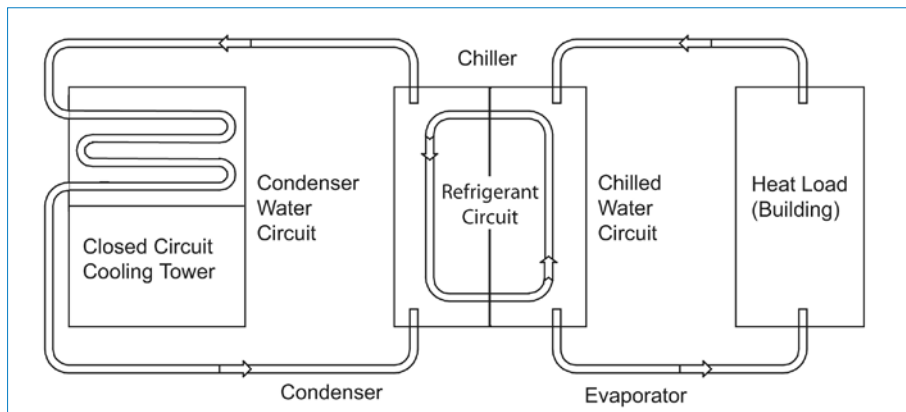 Chiller
Condenser
Water
Circuit
Refrigerant
Circuit
Chilled
Water
Circuit
Heat Load
(Building)
Closed Circuit
Cooling Tower
Condenser
Evaporator